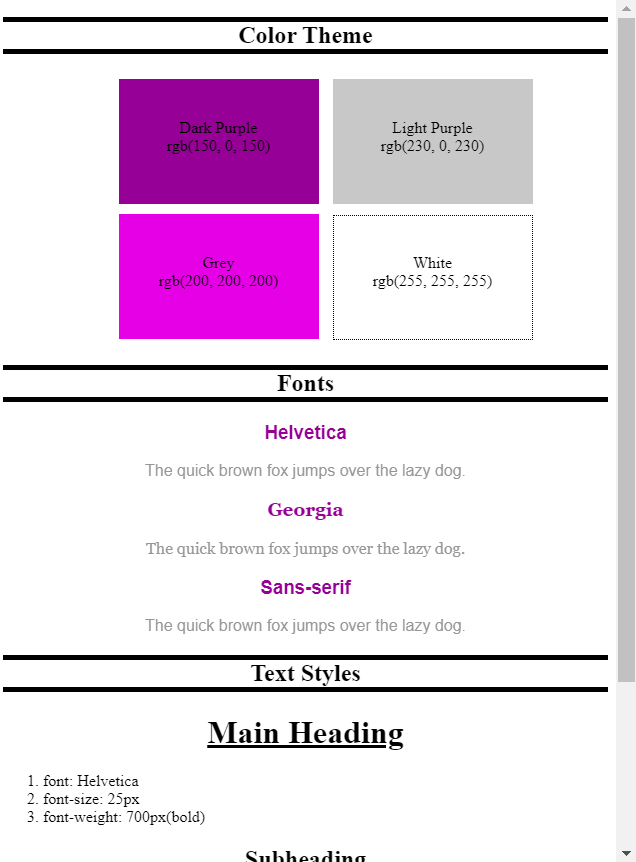 Color Theme
Dark Purple
rgb(150, 0, 150)
Light Purple
rgb(230, 0, 230)
Grey
rgb(200, 200, 200)
White
rgb(255, 255, 255)
Fonts
Helvetica
The quick brown fox jumps over the lazy dog.
Georgia
The quick brown fox jumps over the lazy dog.
Sans-serif
The quick brown fox jumps over the lazy dog.
Text Styles
Main Heading
1. font: Helvetica
2. font-size: 25px
3. font-weight: 700px(bold)
Subheading